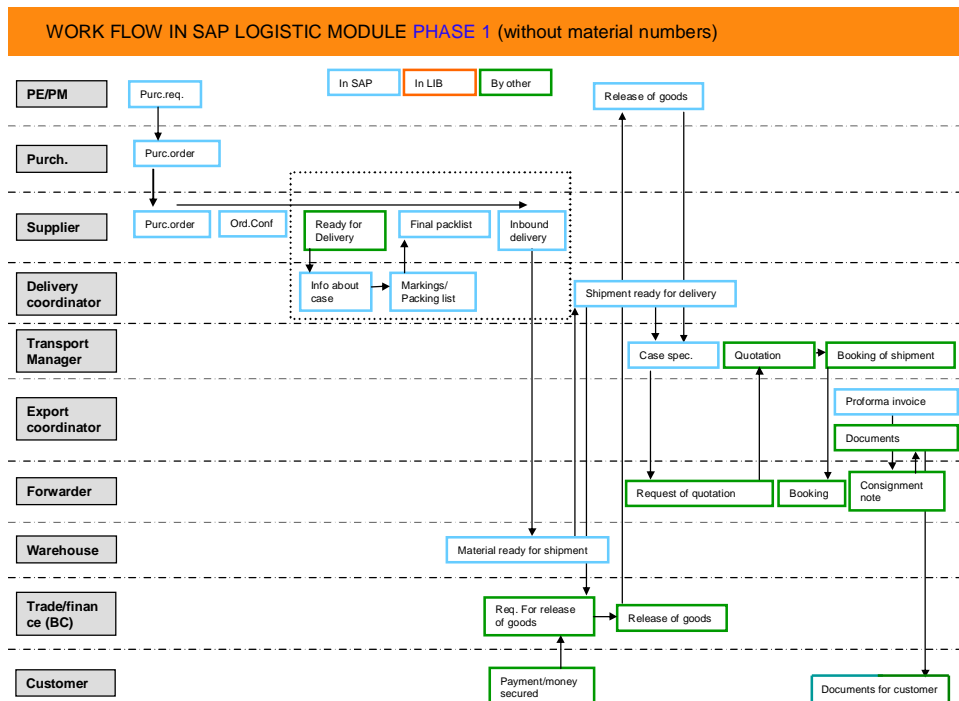 WORK FLOW IN SAP LOGISTIC MODULE PHASE 1 (without material numbers)
PE/PM
Purc.req.
In SAP
In LIB
By other
Release of goods
Purch.
Purc.order
Supplier
Purc.order
Ord.Conf
Ready for
Delivery
Final packlist
Inbound
delivery
Delivery
coordinator
Info about
case
Markings/
Packing list
Shipment ready for delivery
Transport
Manager
Case spec.
Quotation
Booking of shipment
Export
coordinator
Proforma invoice
Documents
Forwarder
Request of quotation
Booking
Consignment
note
Warehouse
Material ready for shipment
Trade/finan
ce (BC)
Req. For release
of goods
Release of goods
Customer
Payment/money
secured
Documents for customer